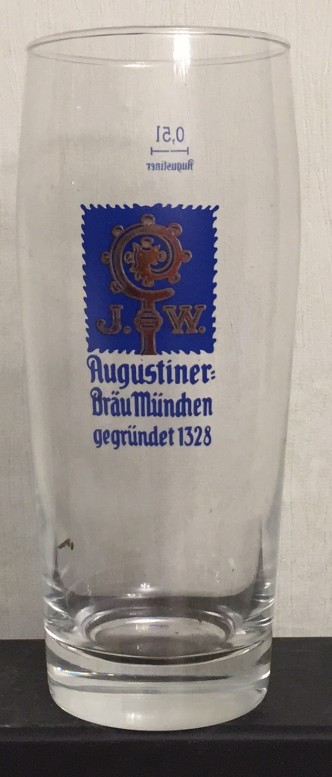 0,5l
Augustiner
J. W.
Augustiner=
Bräu München
gegründet 1328